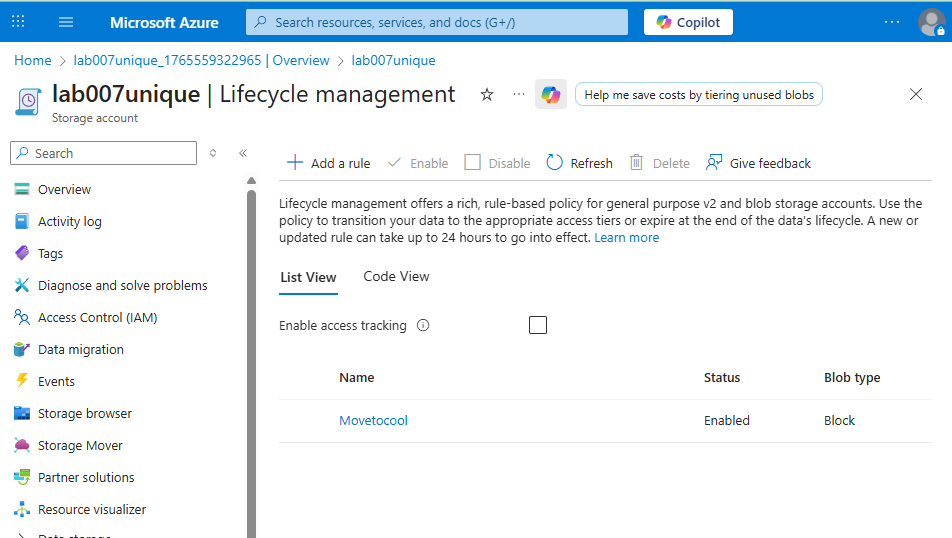 Microsoft Azure
Search resources, services, and docs (G+/)
Copilot
Home > lab007unique_1765559322965 | Overview > lab007unique
lab007unique | Lifecycle management
Help me save costs by tiering unused blobs
Storage account
Search
Overview
Activity log
Tags
Diagnose and solve problems
Access Control (IAM)
Data migration
Events
Storage browser
Storage Mover
Partner solutions
Resource visualizer
Data storage
Add a rule Enable Disable Refresh Delete Give feedback
Lifecycle management offers a rich, rule-based policy for general purpose v2 and blob storage accounts. Use the
policy to transition your data to the appropriate access tiers or expire at the end of the data's lifecycle. A new or
updated rule can take up to 24 hours to go into effect. Learn more
List View Code View
Enable access tracking
Name Status Blob type
Movetocool Enabled Block